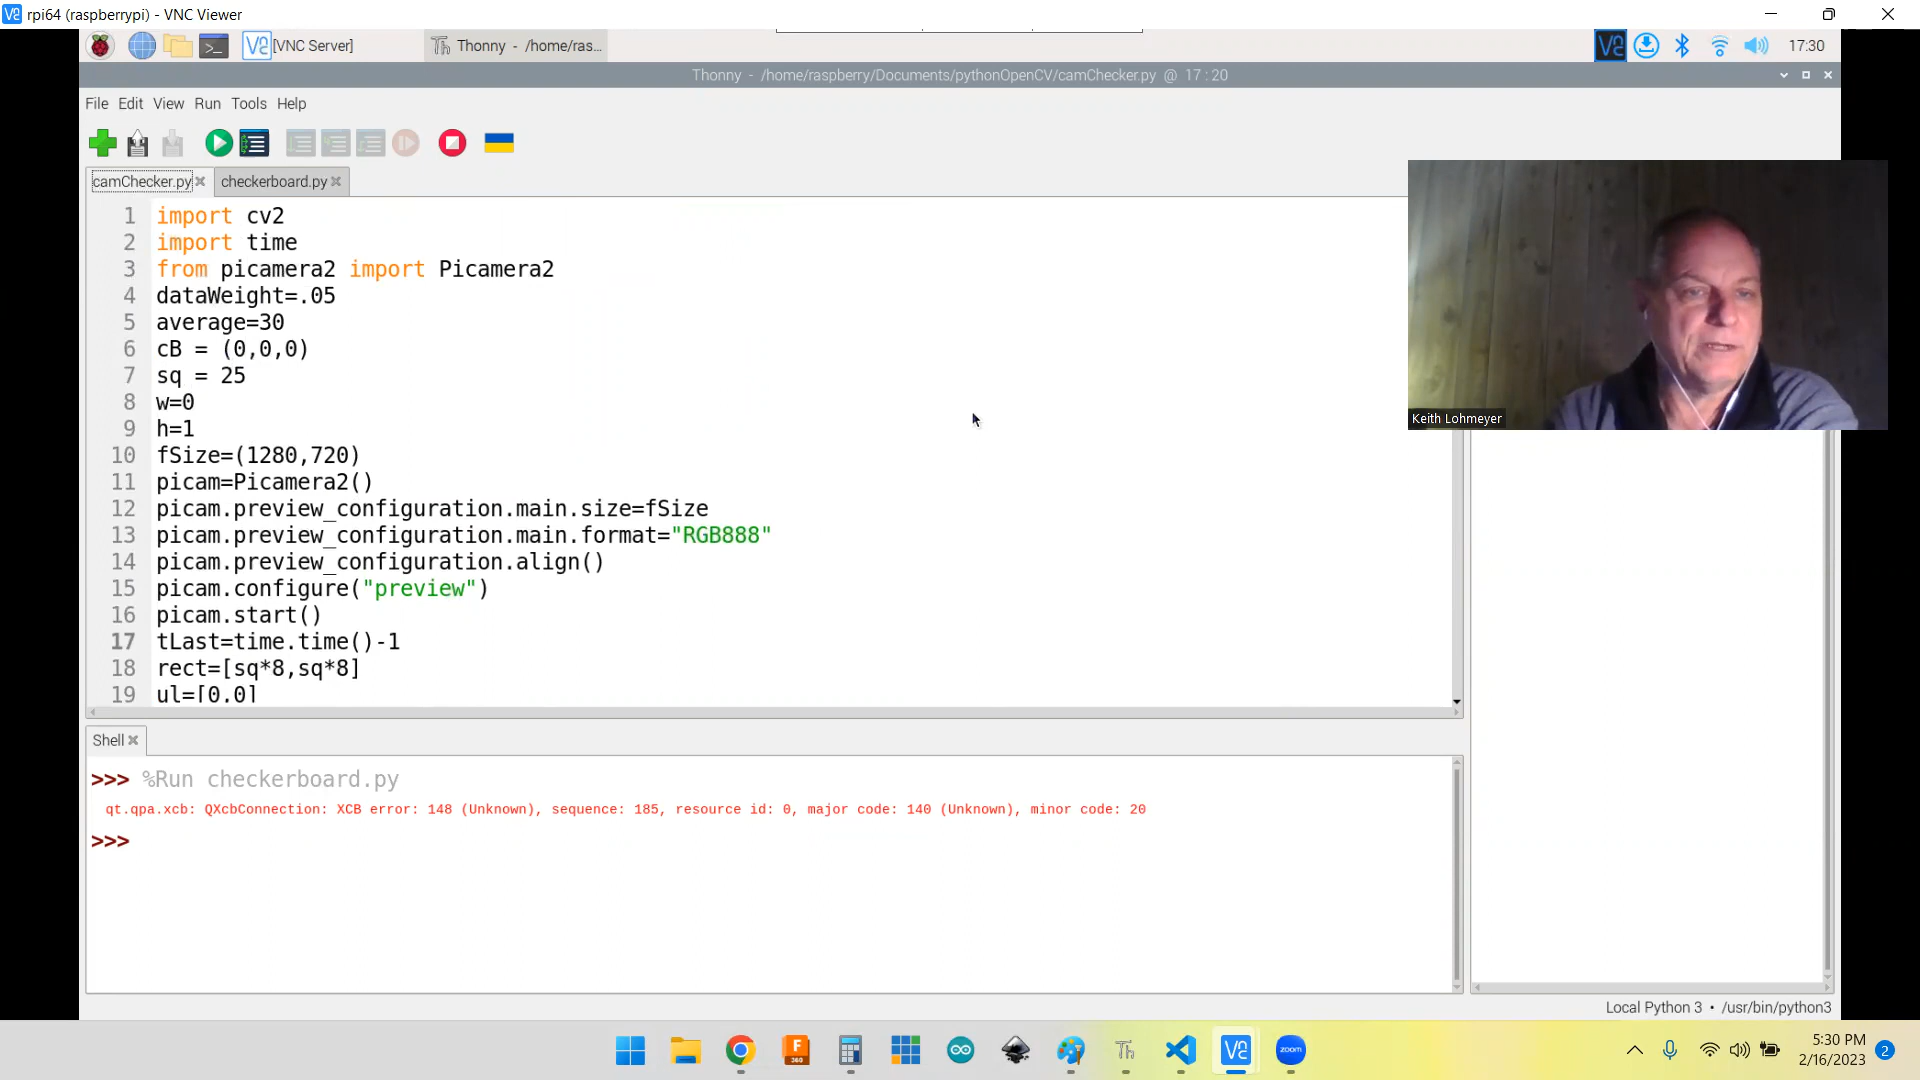 rpi64 (raspberrypi) - VNC Viewer
[VNC Server]
Thonny - /home/ras...
17:30
Thonny - /home/raspberry/Documents/pythonOpenCV/camChecker.py @ 17 : 20
File Edit View Run Tools Help
camChecker.py
checkerboard.py
1 import cv2
2 import time
3 from picamera2 import Picamera2
4 dataWeight=.05
5 average=30
6 cB = (0,0,0)
7 sq = 25
8 w=0
9 h=1
10 fSize=(1280,720)
11 picam=Picamera2()
12 picam.preview_configuration.main.size=fSize
13 picam.preview_configuration.main.format="RGB888"
14 picam.preview_configuration.align()
15 picam.configure("preview")
16 picam.start()
17 tLast=time.time()-1
18 rect=[sq*8,sq*8]
19 ul=[0,0]
Keith Lohmeyer
Shell
>>> %Run checkerboard.py
qt.qpa.xcb: QXcbConnection: XCB error: 148 (Unknown), sequence: 185, resource id: 0, major code: 140 (Unknown), minor code: 20
>>>
Local Python 3 • /usr/bin/python3
F
360
Th
zoom
5:30 PM
2/16/2023
2